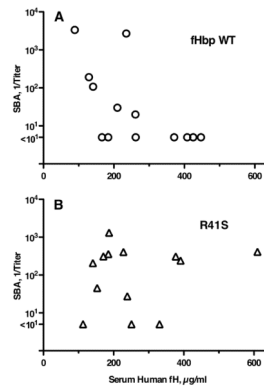 A
fHbp WT
SBA, 1/Titer
10⁴
10³
10²
10¹
<10¹
0
200
400
600
B
R41S
SBA, 1/Titer
10⁴
10³
10²
10¹
<10¹
0
200
400
600
Serum Human fH, µg/ml